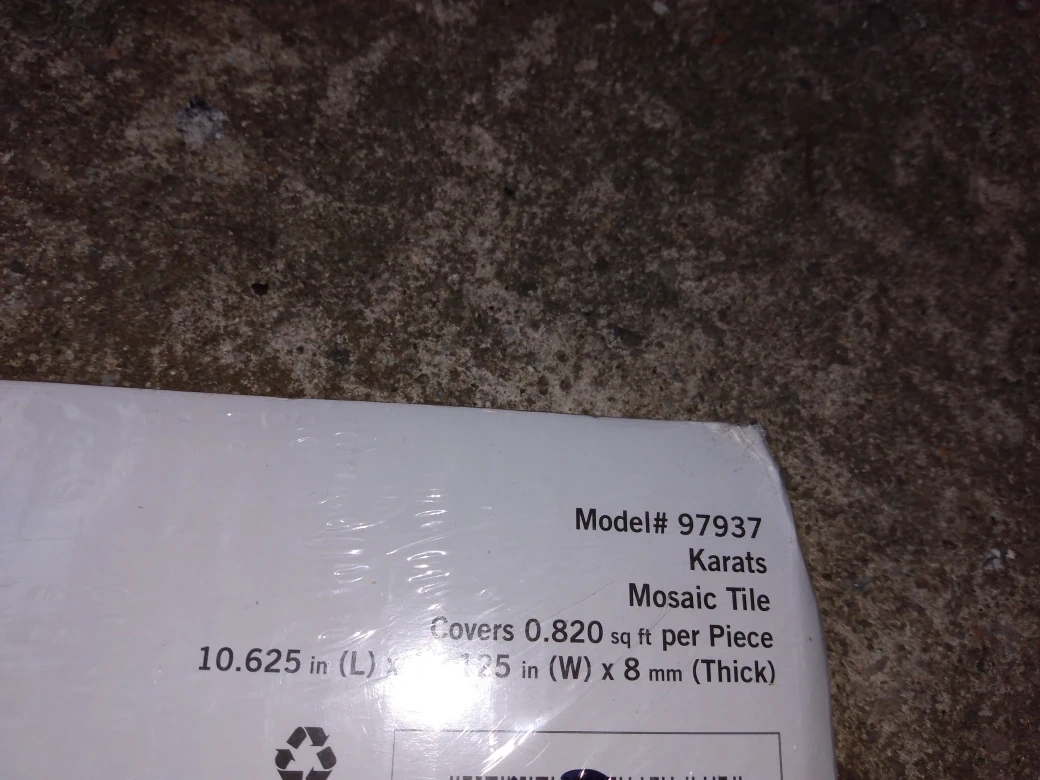 Model# 97937
Karats
Mosaic Tile
Covers 0.820 sq ft per Piece
10.625 in (L) x 125 in (W) x 8 mm (Thick)